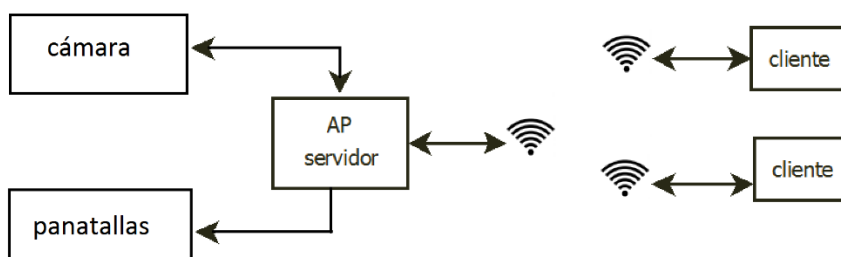 cámara
cliente
AP
servidor
cliente
panatallas